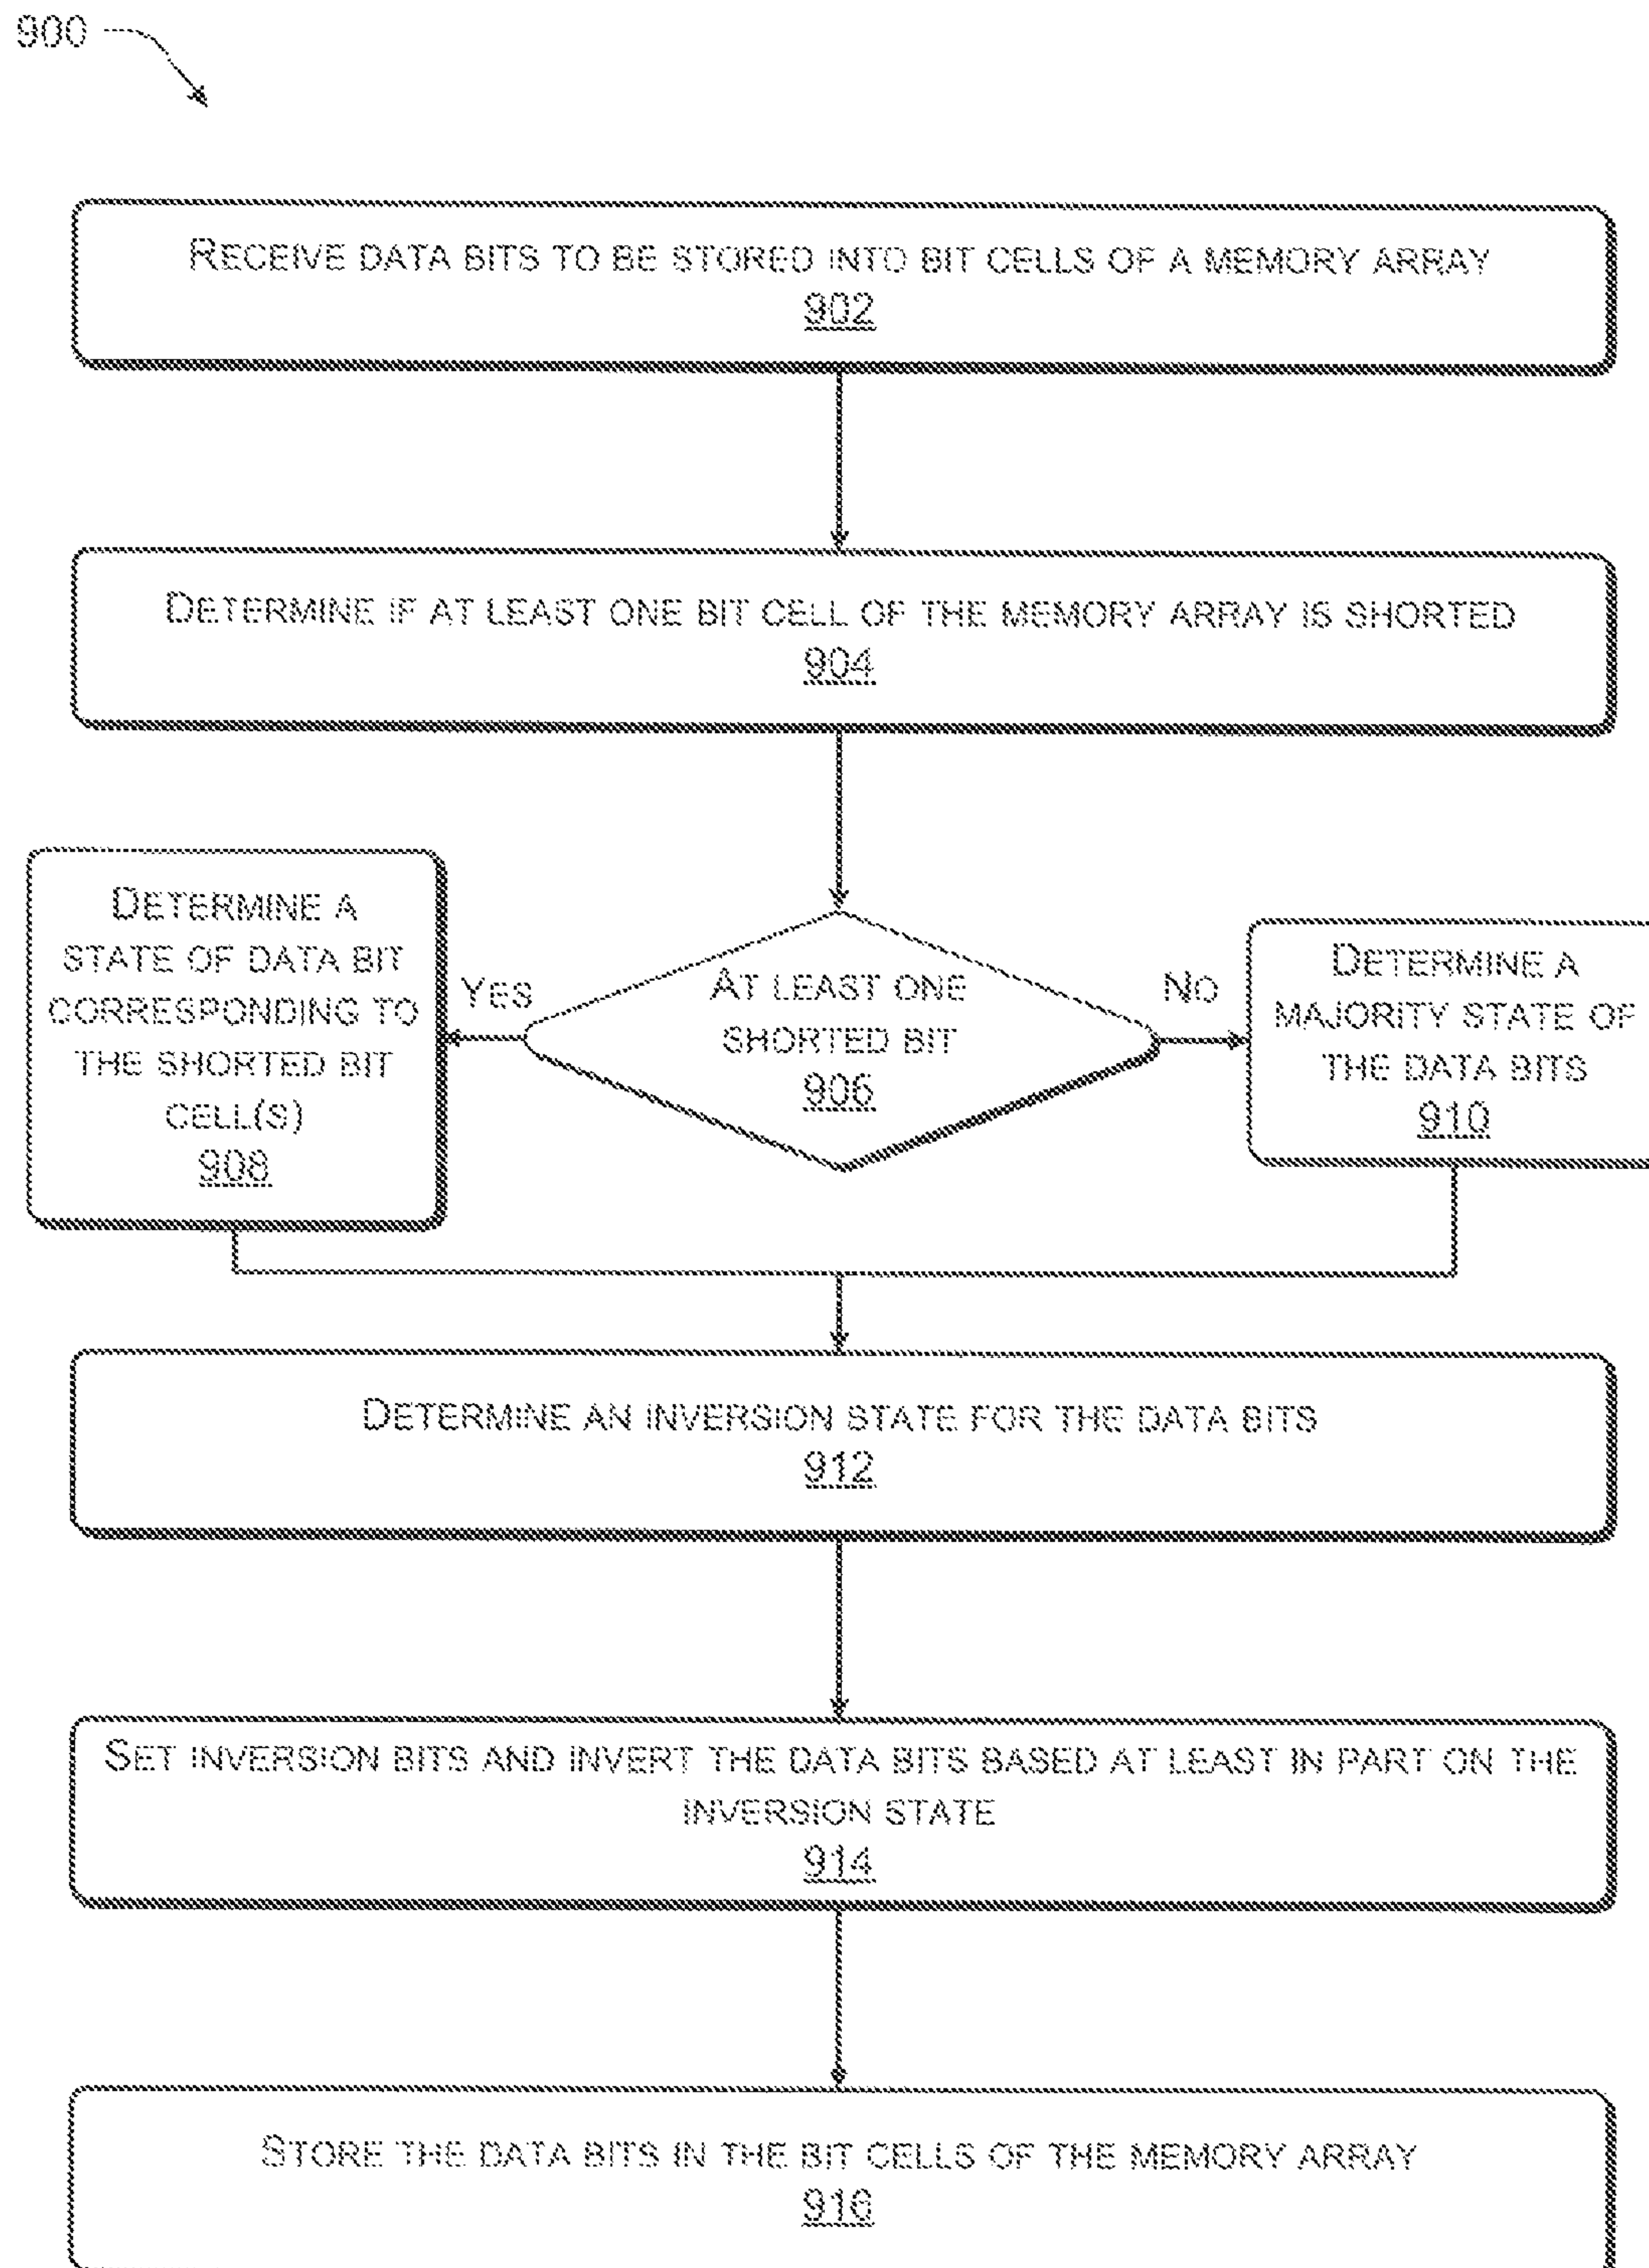 900
RECEIVE DATA BITS TO BE STORED INTO BIT CELLS OF A MEMORY ARRAY
902
DETERMINE IF AT LEAST ONE BIT CELL OF THE MEMORY ARRAY IS SHORTED
904
DETERMINE A
STATE OF DATA BIT
CORRESPONDING TO
THE SHORTED BIT
CELL(S)
908
YES
AT LEAST ONE
SHORTED BIT
906
NO
DETERMINE A
MAJORITY STATE OF
THE DATA BITS
910
DETERMINE AN INVERSION STATE FOR THE DATA BITS
912
SET INVERSION BITS AND INVERT THE DATA BITS BASED AT LEAST IN PART ON THE
INVERSION STATE
914
STORE THE DATA BITS IN THE BIT CELLS OF THE MEMORY ARRAY
916